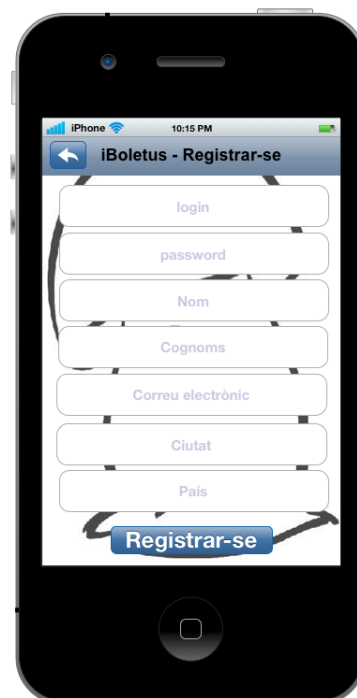 iPhone 10:15 PM
iBoletus - Registrar-se
login
password
Nom
Cognoms
Correu electrònic
Ciutat
País
Registrar-se